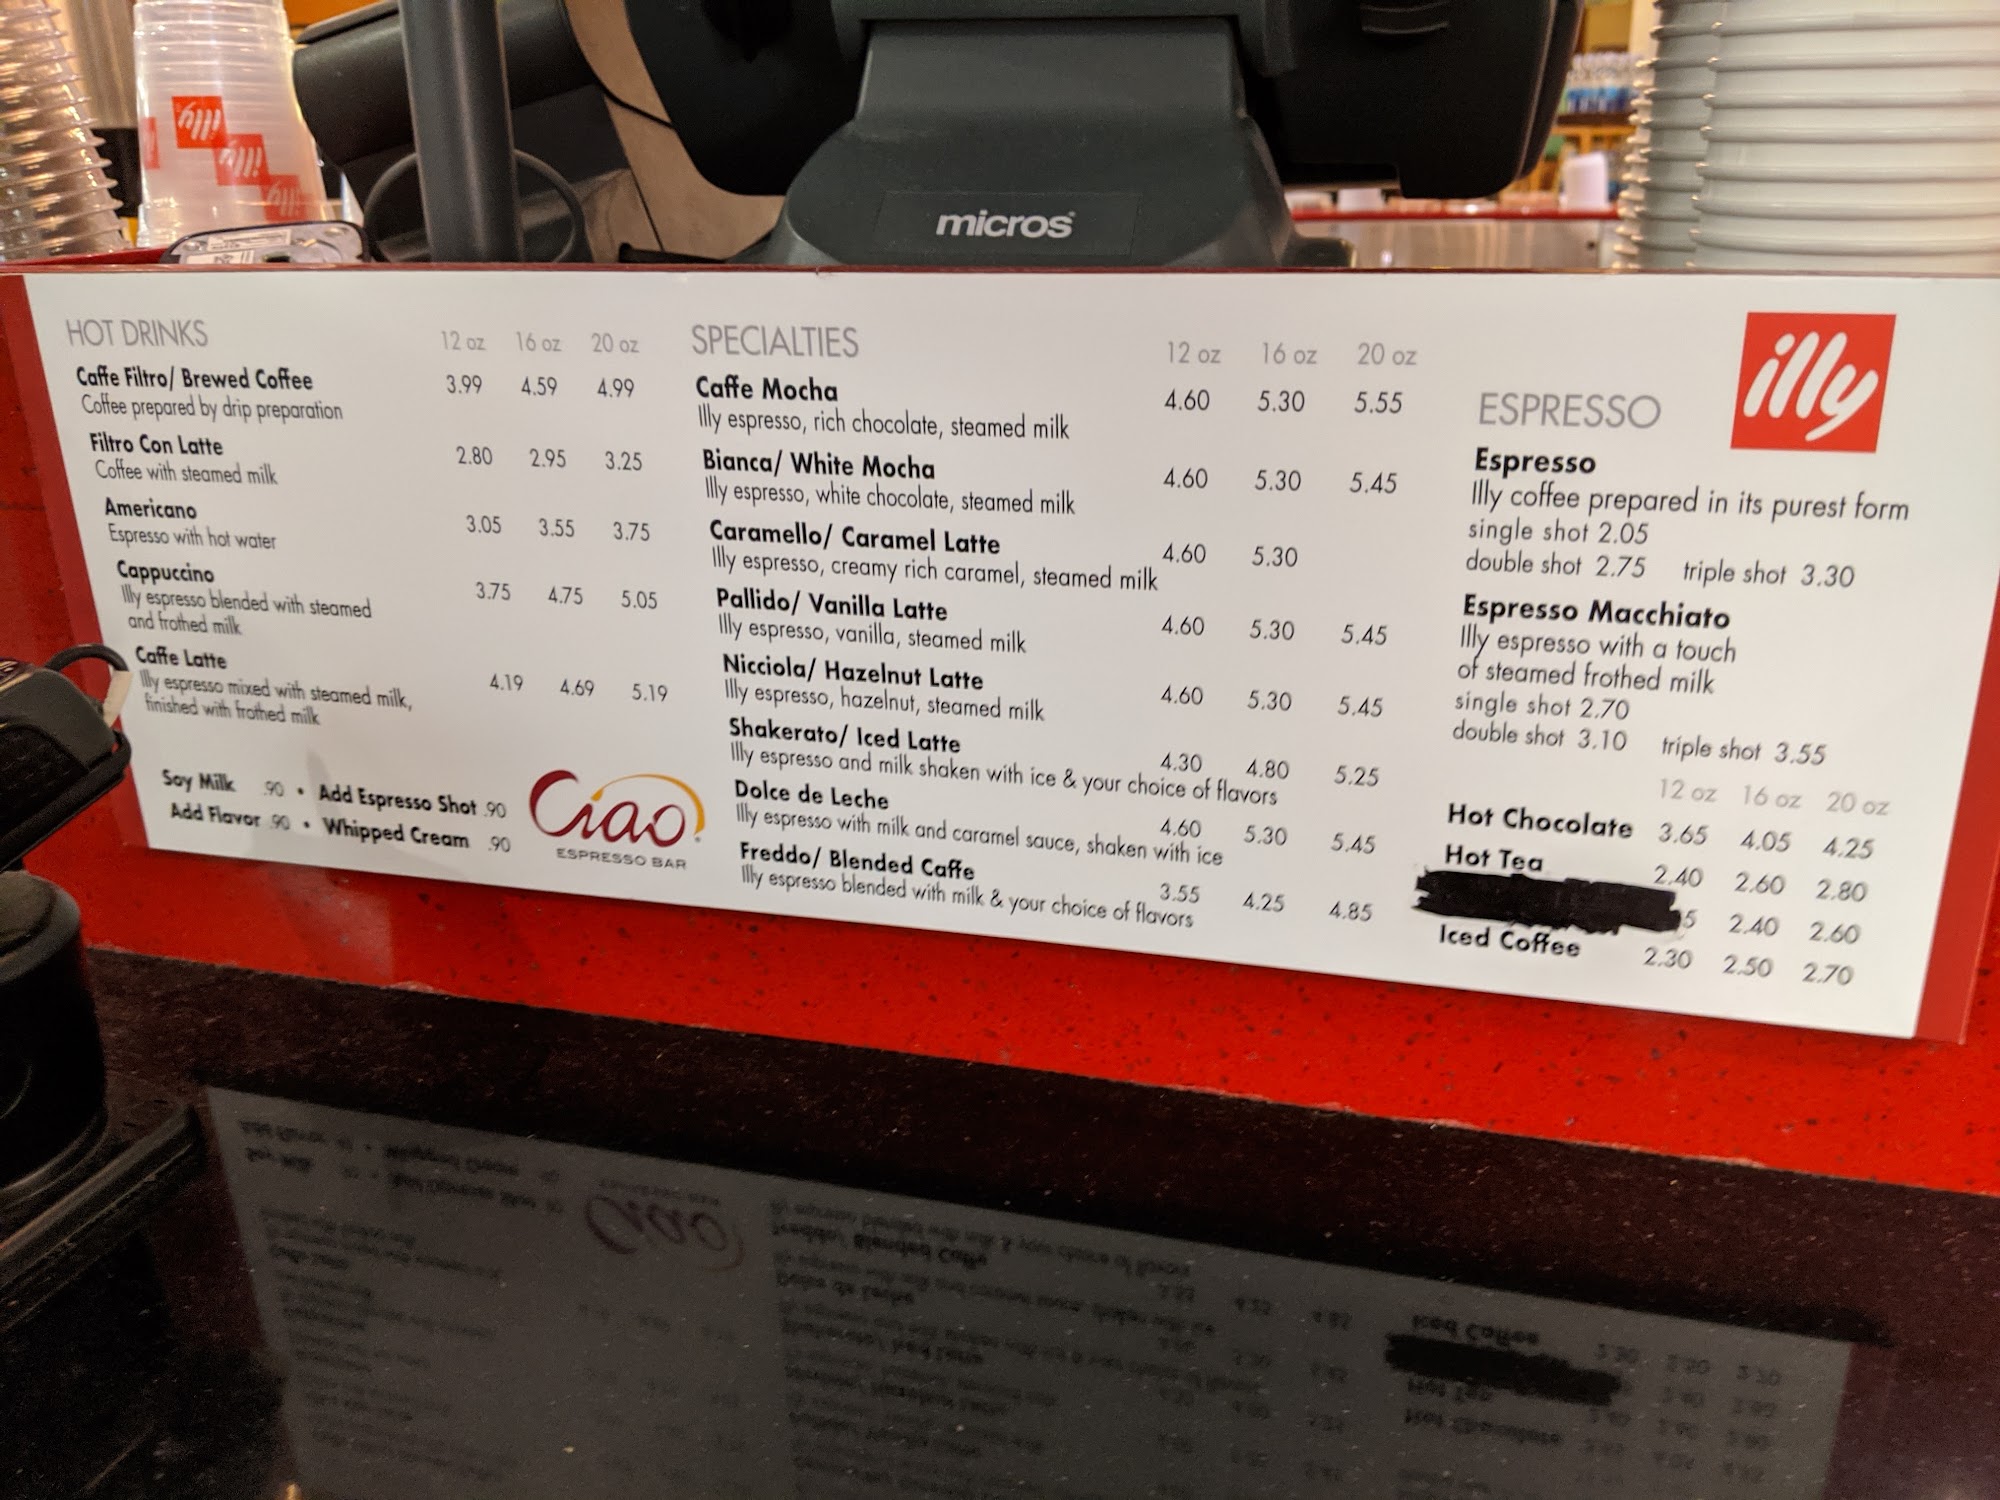 illy
illy
illy
micros
HOT DRINKS 12 oz 16 oz 20 oz
Caffe Filtro/ Brewed Coffee 3.99 4.59 4.99
Coffee prepared by drip preparation
Filtro Con Latte 2.80 2.95 3.25
Coffee with steamed milk
Americano 3.05 3.55 3.75
Espresso with hot water
Cappuccino 3.75 4.75 5.05
Illy espresso blended with steamed
and frothed milk
Caffe Latte 4.19 4.69 5.19
Illy espresso mixed with steamed milk,
finished with frothed milk
Soy Milk .90 • Add Espresso Shot .90
Add Flavor .90 • Whipped Cream .90
Ciao
ESPRESSO BAR
SPECIALTIES 12 oz 16 oz 20 oz
Caffe Mocha 4.60 5.30 5.55
Illy espresso, rich chocolate, steamed milk
Bianca/ White Mocha 4.60 5.30 5.45
Illy espresso, white chocolate, steamed milk
Caramello/ Caramel Latte 4.60 5.30
Illy espresso, creamy rich caramel, steamed milk
Pallido/ Vanilla Latte 4.60 5.30 5.45
Illy espresso, vanilla, steamed milk
Nicciola/ Hazelnut Latte 4.60 5.30 5.45
Illy espresso, hazelnut, steamed milk
Shakerato/ Iced Latte 4.30 4.80 5.25
Illy espresso and milk shaken with ice & your choice of flavors
Dolce de Leche 4.60 5.30 5.45
Illy espresso with milk and caramel sauce, shaken with ice
Freddo/ Blended Caffe 3.55 4.25 4.85
Illy espresso blended with milk & your choice of flavors
illy
ESPRESSO
Espresso
Illy coffee prepared in its purest form
single shot 2.05
double shot 2.75 triple shot 3.30
Espresso Macchiato
Illy espresso with a touch
of steamed frothed milk
single shot 2.70
double shot 3.10 triple shot 3.55
12 oz 16 oz 20 oz
Hot Chocolate 3.65 4.05 4.25
Hot Tea 2.40 2.60 2.80
5 2.40 2.60
Iced Coffee 2.30 2.50 2.70